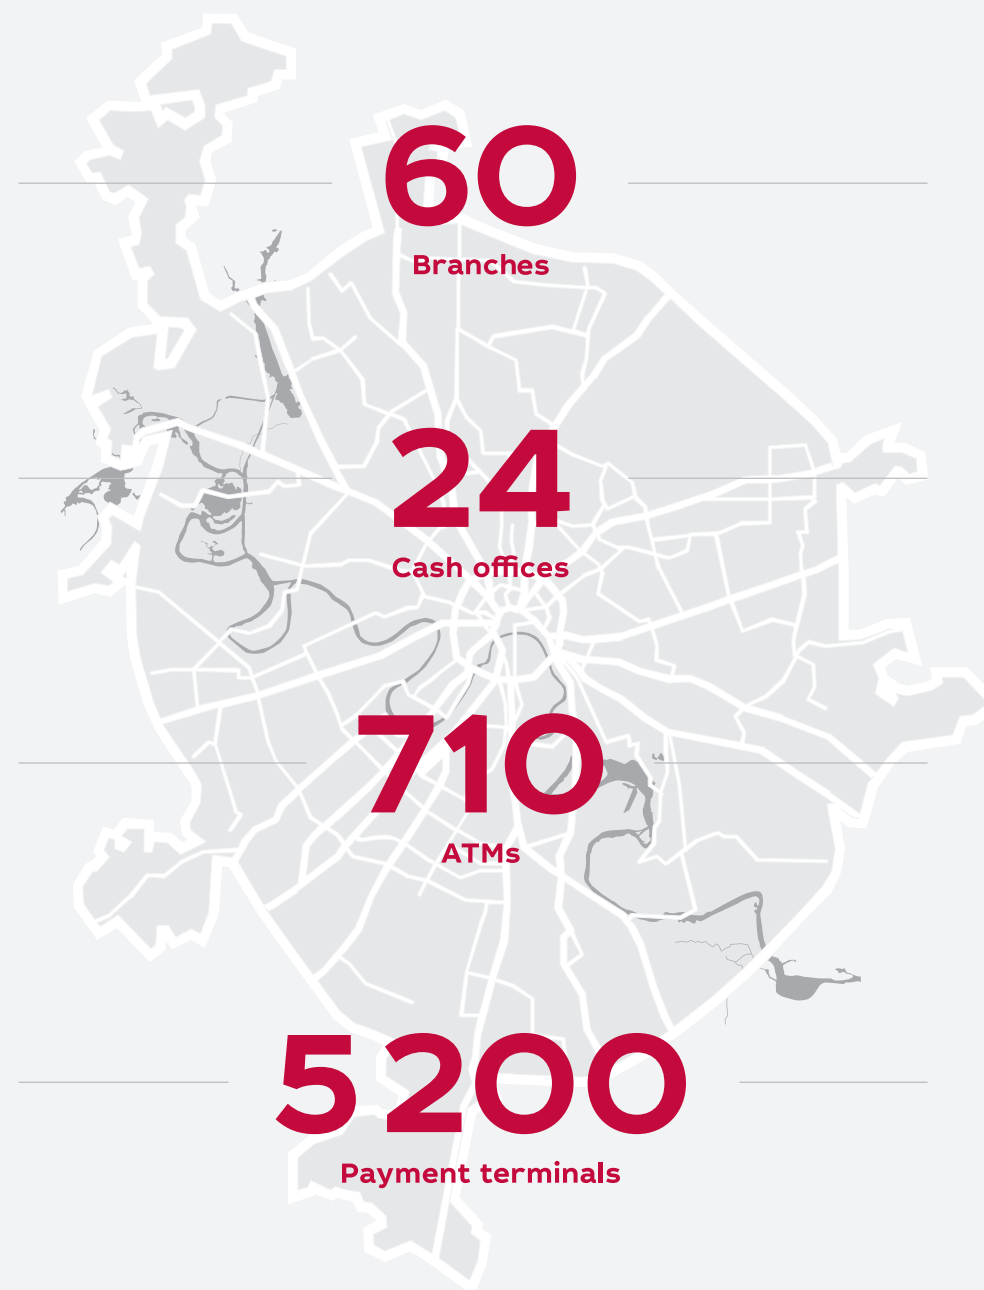 60
Branches
24
Cash offices
710
ATMs
5 200
Payment terminals